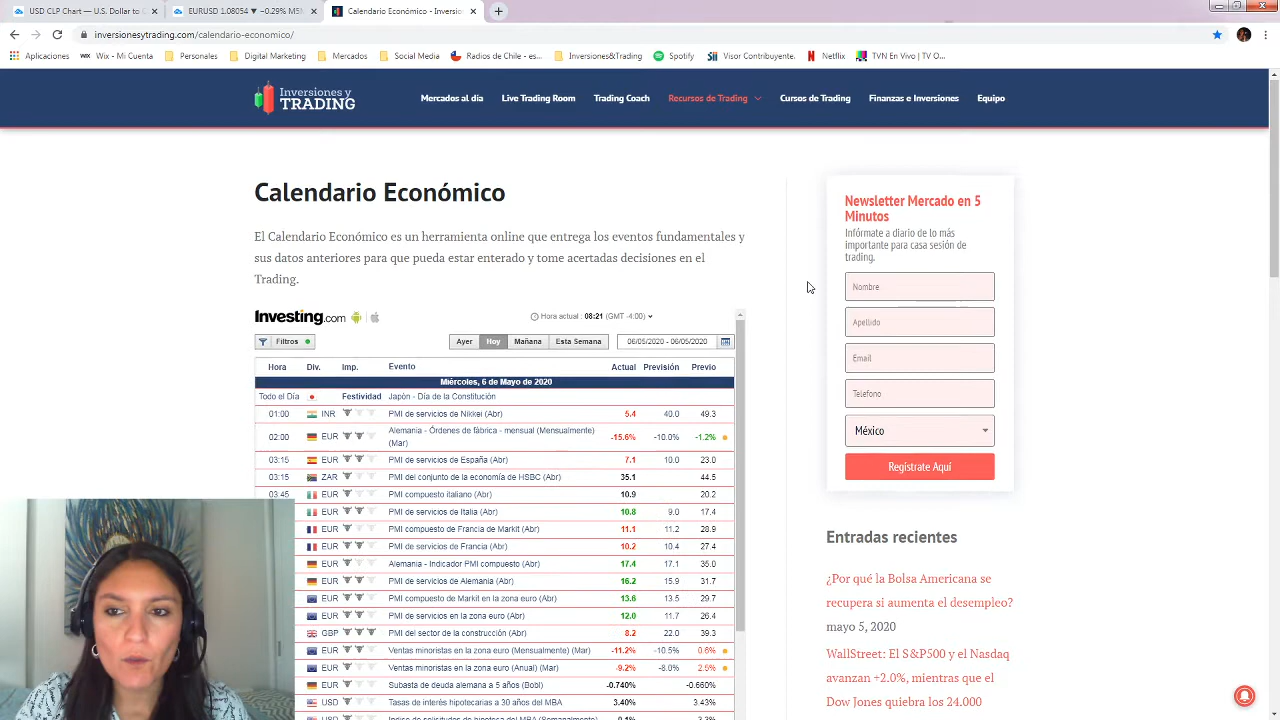 USD CLP Chart — U.S. Dollar to C
EURUSD 1.08054 ▼ −0.29% M5N
Calendario Económico - Inversion
inversionesytrading.com/calendario-economico/
Aplicaciones
WiX - Mi Cuenta
Personales
Digital Marketing
Mercados
Social Media
Radios de Chile - es...
Inversiones&Trading
Spotify
Visor Contribuyente.
Netflix
TVN En Vivo | TV O...
Inversiones y
TRADING
Mercados al día
Live Trading Room
Trading Coach
Recursos de Trading
Cursos de Trading
Finanzas e Inversiones
Equipo
Calendario Económico
El Calendario Económico es un herramienta online que entrega los eventos fundamentales y
sus datos anteriores para que pueda estar enterado y tome acertadas decisiones en el
Trading.
Investing.com
Hora actual : 08:21 (GMT -4:00)
Filtros
Ayer Hoy Mañana Esta Semana 06/05/2020 - 06/05/2020
Hora Div. Imp. Evento Actual Previsión Previo
Miércoles, 6 de Mayo de 2020
Todo el Día Festividad Japón - Día de la Constitución
01:00 INR PMI de servicios de Nikkei (Abr) 5.4 40.0 49.3
02:00 EUR Alemania - Órdenes de fábrica - mensual (Mensualmente) (Mar) -15.6% -10.0% -1.2%
03:15 EUR PMI de servicios de España (Abr) 7.1 10.0 23.0
03:15 ZAR PMI del conjunto de la economía de HSBC (Abr) 35.1 44.5
03:45 EUR PMI compuesto italiano (Abr) 10.9 20.2
EUR PMI de servicios de Italia (Abr) 10.8 9.0 17.4
EUR PMI compuesto de Francia de Markit (Abr) 11.1 11.2 28.9
EUR PMI de servicios de Francia (Abr) 10.2 10.4 27.4
EUR Alemania - Indicador PMI compuesto (Abr) 17.4 17.1 35.0
EUR PMI de servicios de Alemania (Abr) 16.2 15.9 31.7
EUR PMI compuesto de Markit en la zona euro (Abr) 13.6 13.5 29.7
EUR PMI de servicios en la zona euro (Abr) 12.0 11.7 26.4
GBP PMI del sector de la construcción (Abr) 8.2 22.0 39.3
EUR Ventas minoristas en la zona euro (Mensualmente) (Mar) -11.2% -10.5% 0.6%
EUR Ventas minoristas en la zona euro (Anual) (Mar) -9.2% -8.0% 2.5%
EUR Subasta de deuda alemana a 5 años (Bobl) -0.740% -0.660%
USD Tasas de interés hipotecarias a 30 años del MBA 3.40% 3.43%
USD Índice de solicitudes de hipoteca del MBA (Semanalmente) 0.1% 3.3%
Newsletter Mercado en 5
Minutos
Infórmate a diario de lo más
importante para casa sesión de
trading.
Nombre
Apellido
Email
Telefono
México
Registrate Aquí
Entradas recientes
¿Por qué la Bolsa Americana se
recupera si aumenta el desempleo?
mayo 5, 2020
WallStreet: El S&P500 y el Nasdaq
avanzan +2.0%, mientras que el
Dow Jones quiebra los 24.000